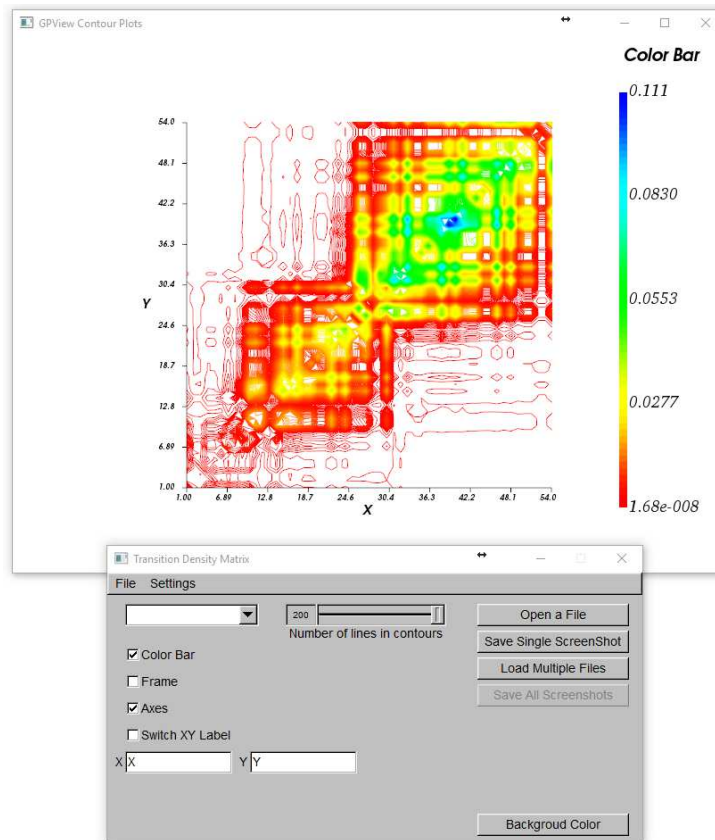 GPView Contour Plots
Color Bar
0.111
0.0830
0.0553
0.0277
1.68e-008
54.0
48.1
42.2
36.3
30.4
24.6
18.7
12.8
6.89
1.00
Y
1.00 6.89 12.8 18.7 24.6 30.4 36.3 42.2 48.1 54.0
X
Transition Density Matrix
File Settings
200
Number of lines in contours
Open a File
Save Single ScreenShot
Load Multiple Files
Save All Screenshots
Color Bar
Frame
Axes
Switch XY Label
X X Y Y
Backgroud Color